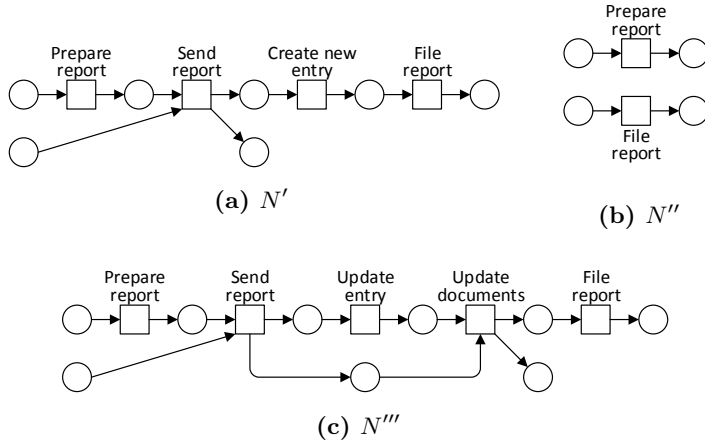 Prepare
report
Send
report
Create new
entry
File
report
(a) N′
Prepare
report
File
report
(b) N″
Prepare
report
Send
report
Update
entry
Update
documents
File
report
(c) N‴